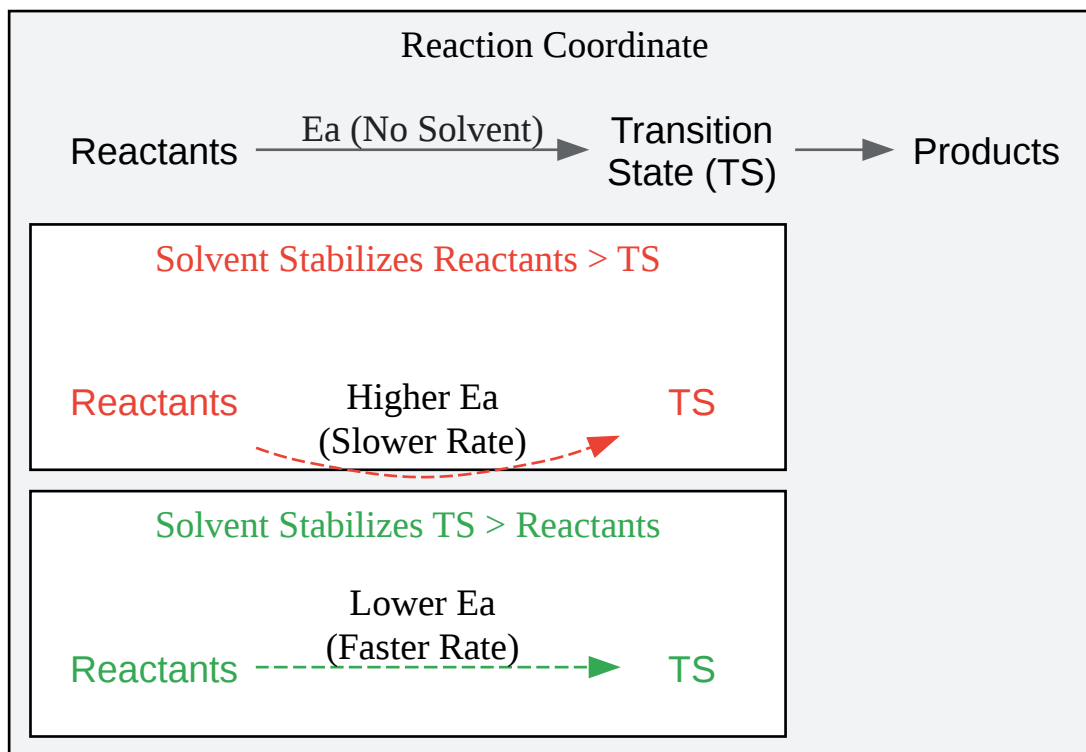 Reaction Coordinate
Reactants
Ea (No Solvent)
Transition
State (TS)
Products
Solvent Stabilizes Reactants > TS
Reactants
Higher Ea
(Slower Rate)
TS
Solvent Stabilizes TS > Reactants
Reactants
Lower Ea
(Faster Rate)
TS